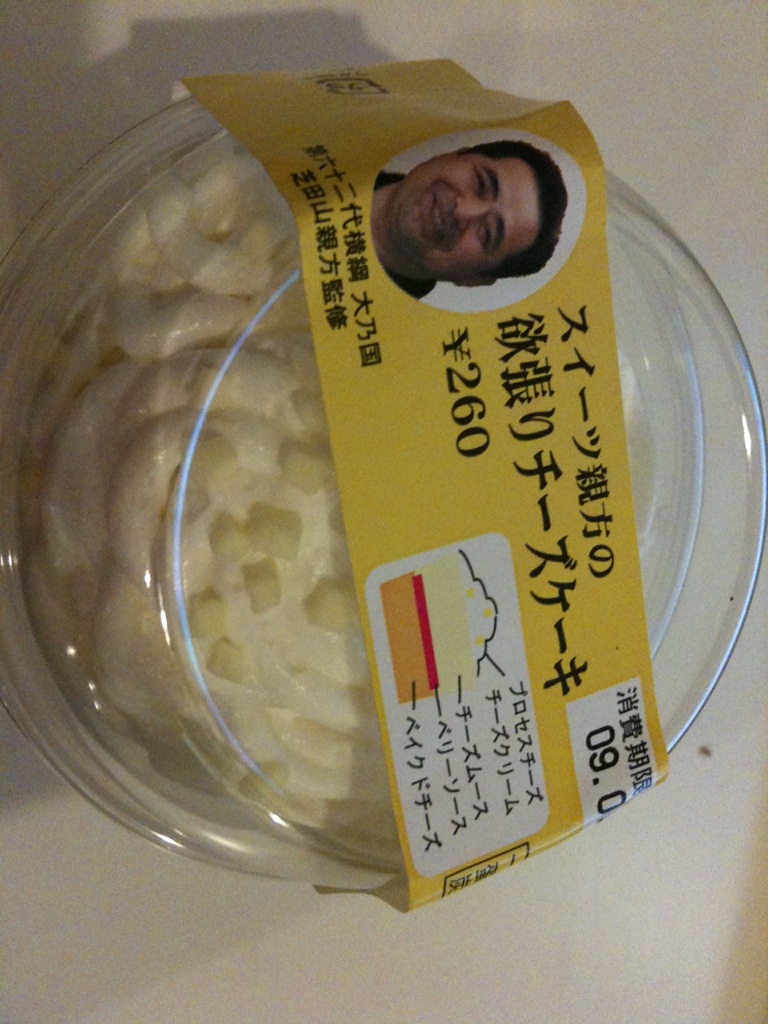 スイーツ親方の
欲張りチーズケーキ
¥260
第六十二代横綱 大乃国
芝田山親方監修
プロセスチーズ
チーズクリーム
チーズムース
ベリーソース
ベイクドチーズ
消費期限
09.0